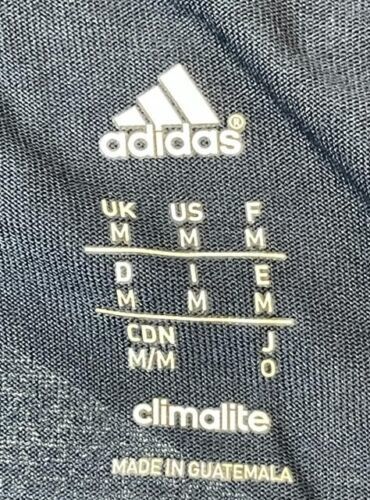 adidas®
UK US F
M M M
D I E
M M M
CDN J
M/M O
climalite
MADE IN GUATEMALA